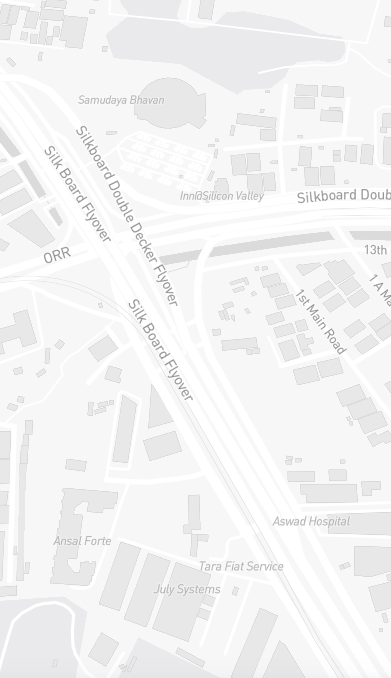 Samudaya Bhavan
Silk Board Flyover
Silkboard Double Decker Flyover
Inn@Silicon Valley
Silkboard Doub
ORR
13th
1 A Ma
Silk Board Flyover
1st Main Road
Aswad Hospital
Ansal Forte
Tara Fiat Service
July Systems